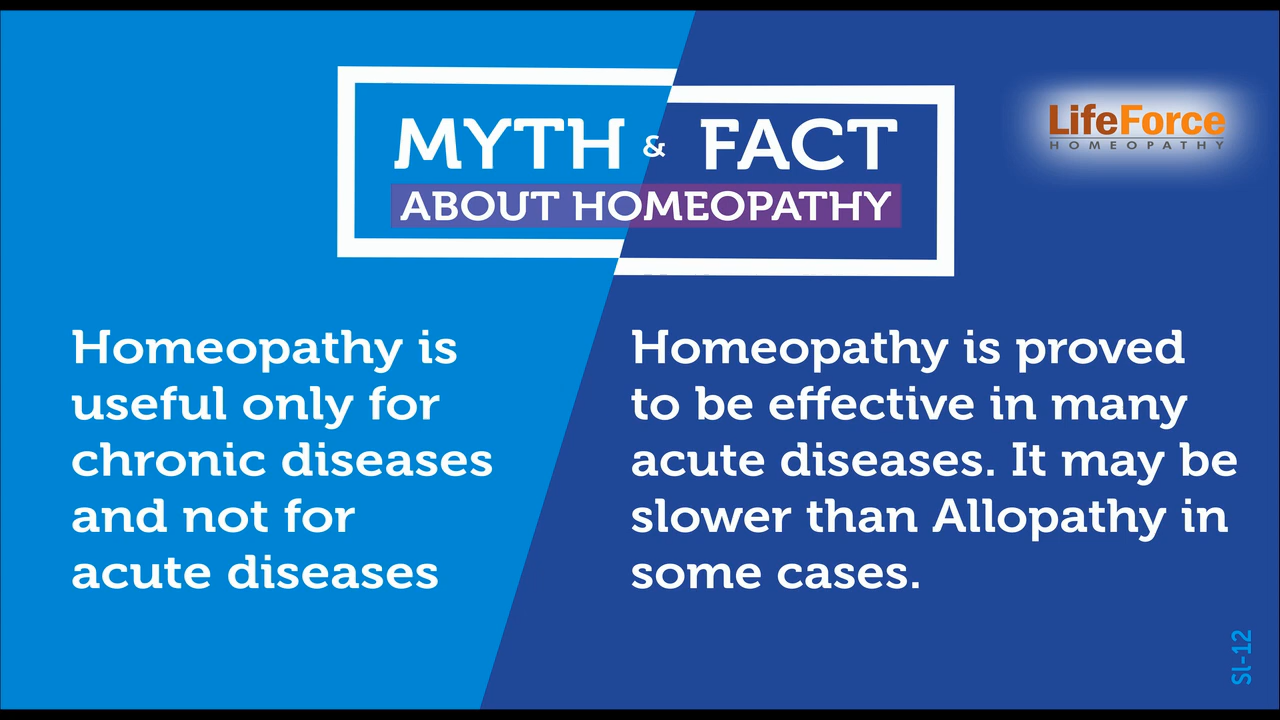 MYTH & FACT
ABOUT HOMEOPATHY
LifeForce
HOMEOPATHY
Homeopathy is
useful only for
chronic diseases
and not for
acute diseases
Homeopathy is proved
to be effective in many
acute diseases. It may be
slower than Allopathy in
some cases.
Sl-12